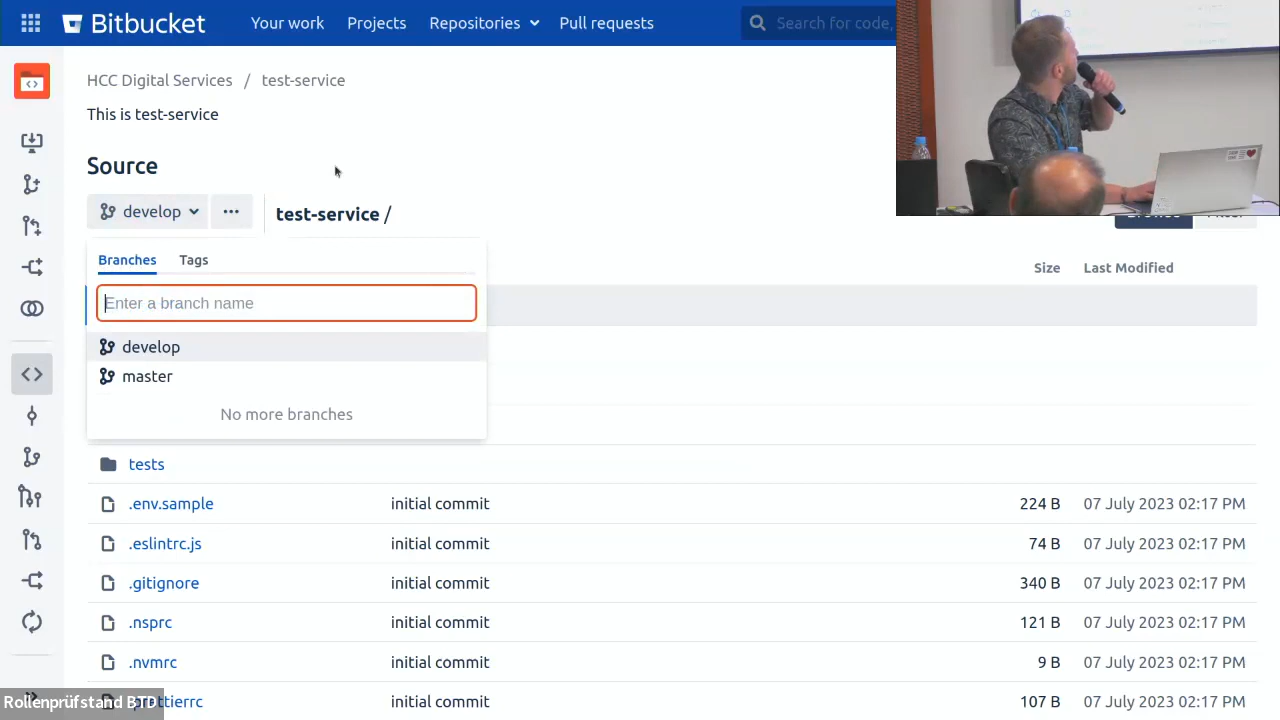 Bitbucket Your work Projects Repositories Pull requests Search for code,
HCC Digital Services / test-service
This is test-service
Source
develop ··· test-service /
Branches Tags
Size Last Modified
Enter a branch name
develop
master
No more branches
tests
.env.sample initial commit 224 B 07 July 2023 02:17 PM
.eslintrc.js initial commit 74 B 07 July 2023 02:17 PM
.gitignore initial commit 340 B 07 July 2023 02:17 PM
.nsprc initial commit 121 B 07 July 2023 02:17 PM
.nvmrc initial commit 9 B 07 July 2023 02:17 PM
initial commit 107 B 07 July 2023 02:17 PM
Rollenprüfstand BTD